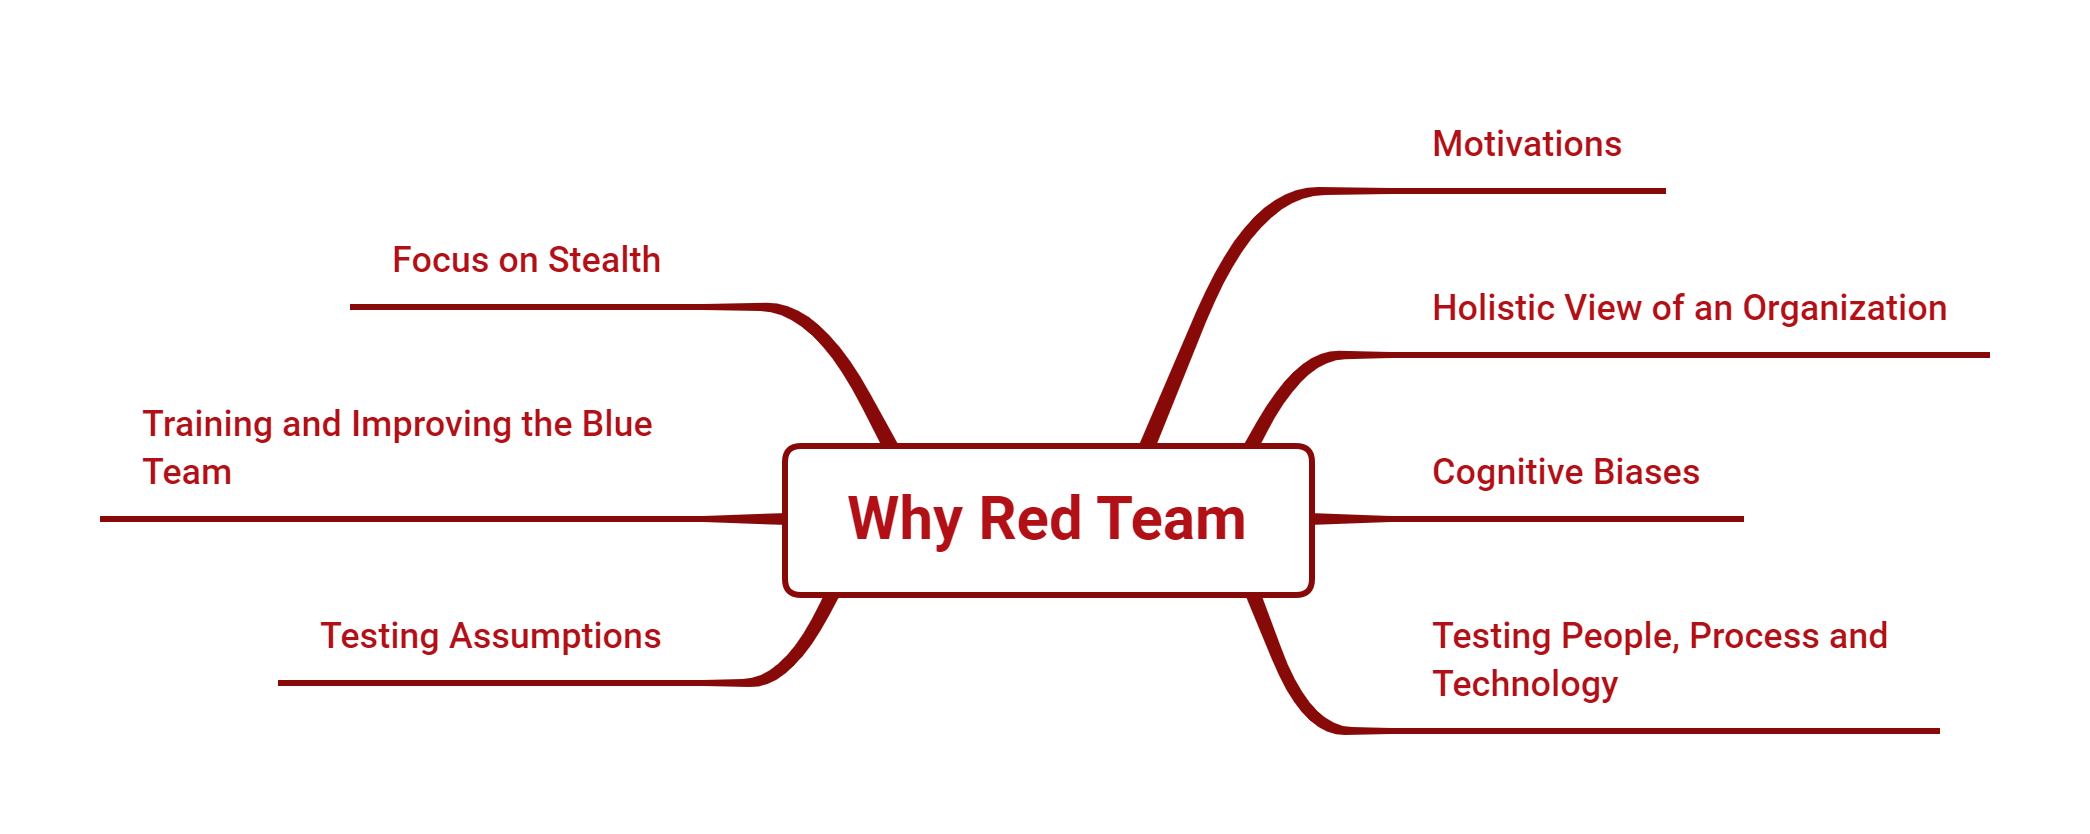 Motivations
Focus on Stealth
Holistic View of an Organization
Training and Improving the Blue
Team
Cognitive Biases
Why Red Team
Testing Assumptions
Testing People, Process and
Technology